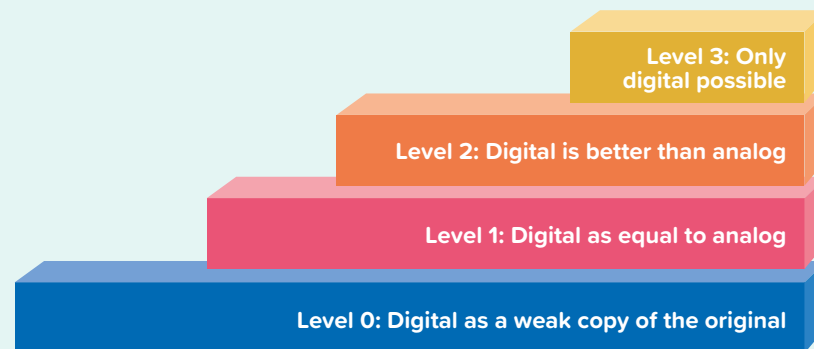 Level 3: Only
digital possible
Level 2: Digital is better than analog
Level 1: Digital as equal to analog
Level 0: Digital as a weak copy of the original